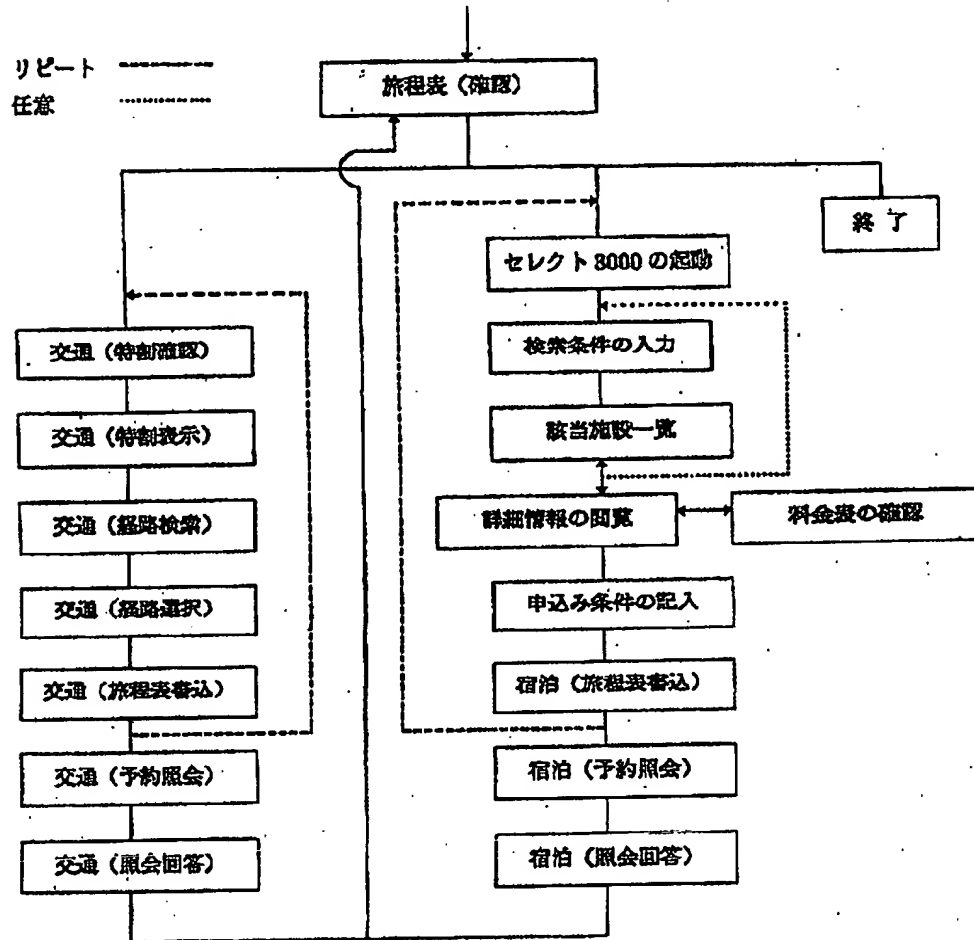 リピート
任意
旅程表（確認）
終 了
セレクト8000の起動
検索条件の入力
該当施設一覧
詳細情報の閲覧
料金表の確認
申込み条件の記入
宿泊（旅程表書込）
宿泊（予約照会）
宿泊（照会回答）
交通（特割確認）
交通（特割表示）
交通（経路検索）
交通（経路選択）
交通（旅程表書込）
交通（予約照会）
交通（照会回答）